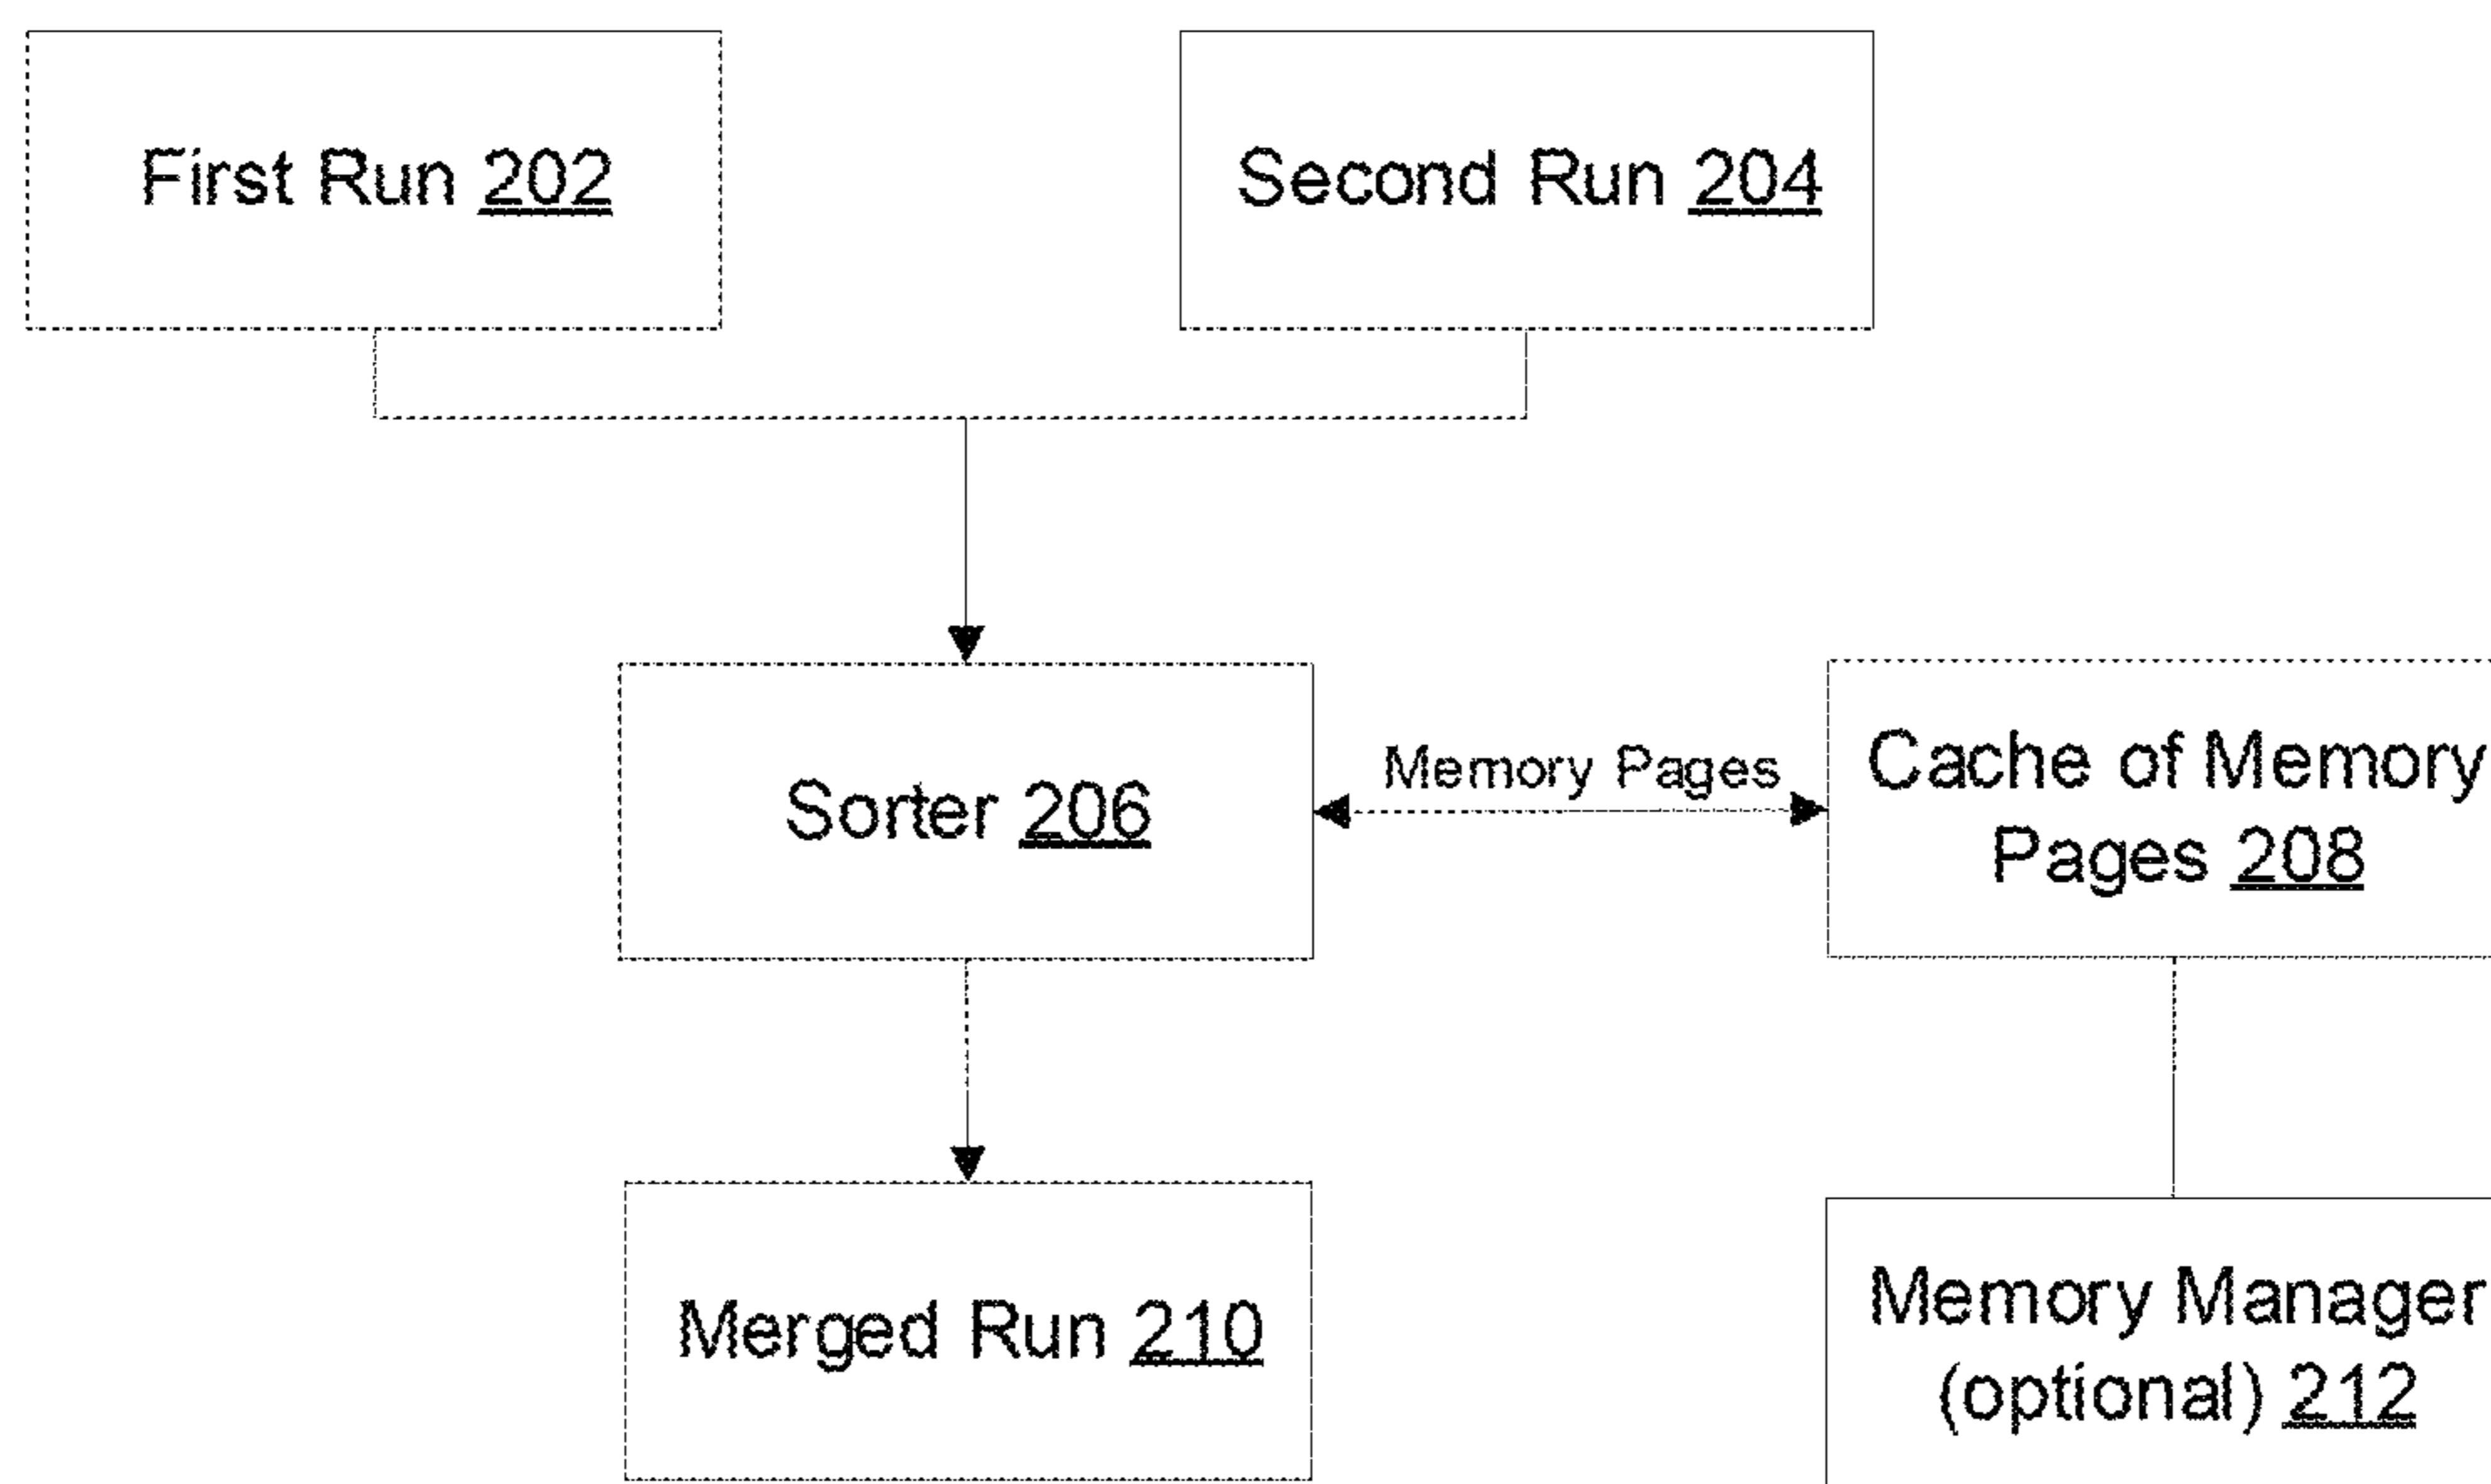 First Run 202
Second Run 204
Sorter 206
Memory Pages
Cache of Memory
Pages 208
Merged Run 210
Memory Manager
(optional) 212